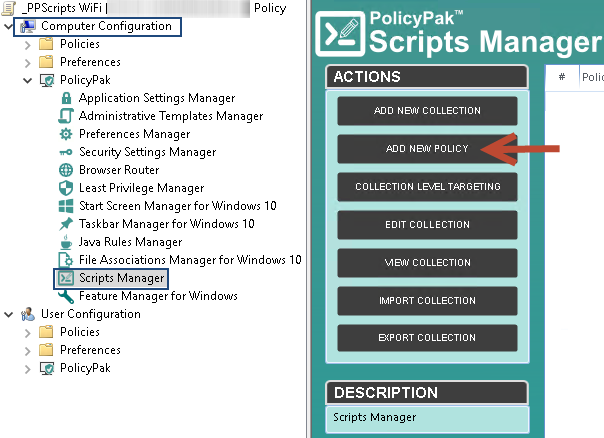 _PPScripts WiFi | Policy
Computer Configuration
Policies
Preferences
PolicyPak
Application Settings Manager
Administrative Templates Manager
Preferences Manager
Security Settings Manager
Browser Router
Least Privilege Manager
Start Screen Manager for Windows 10
Taskbar Manager for Windows 10
Java Rules Manager
File Associations Manager for Windows 10
Scripts Manager
Feature Manager for Windows
User Configuration
Policies
Preferences
PolicyPak
PolicyPak™
Scripts Manager
ACTIONS
ADD NEW COLLECTION
ADD NEW POLICY
COLLECTION LEVEL TARGETING
EDIT COLLECTION
VIEW COLLECTION
IMPORT COLLECTION
EXPORT COLLECTION
DESCRIPTION
Scripts Manager
# Polic